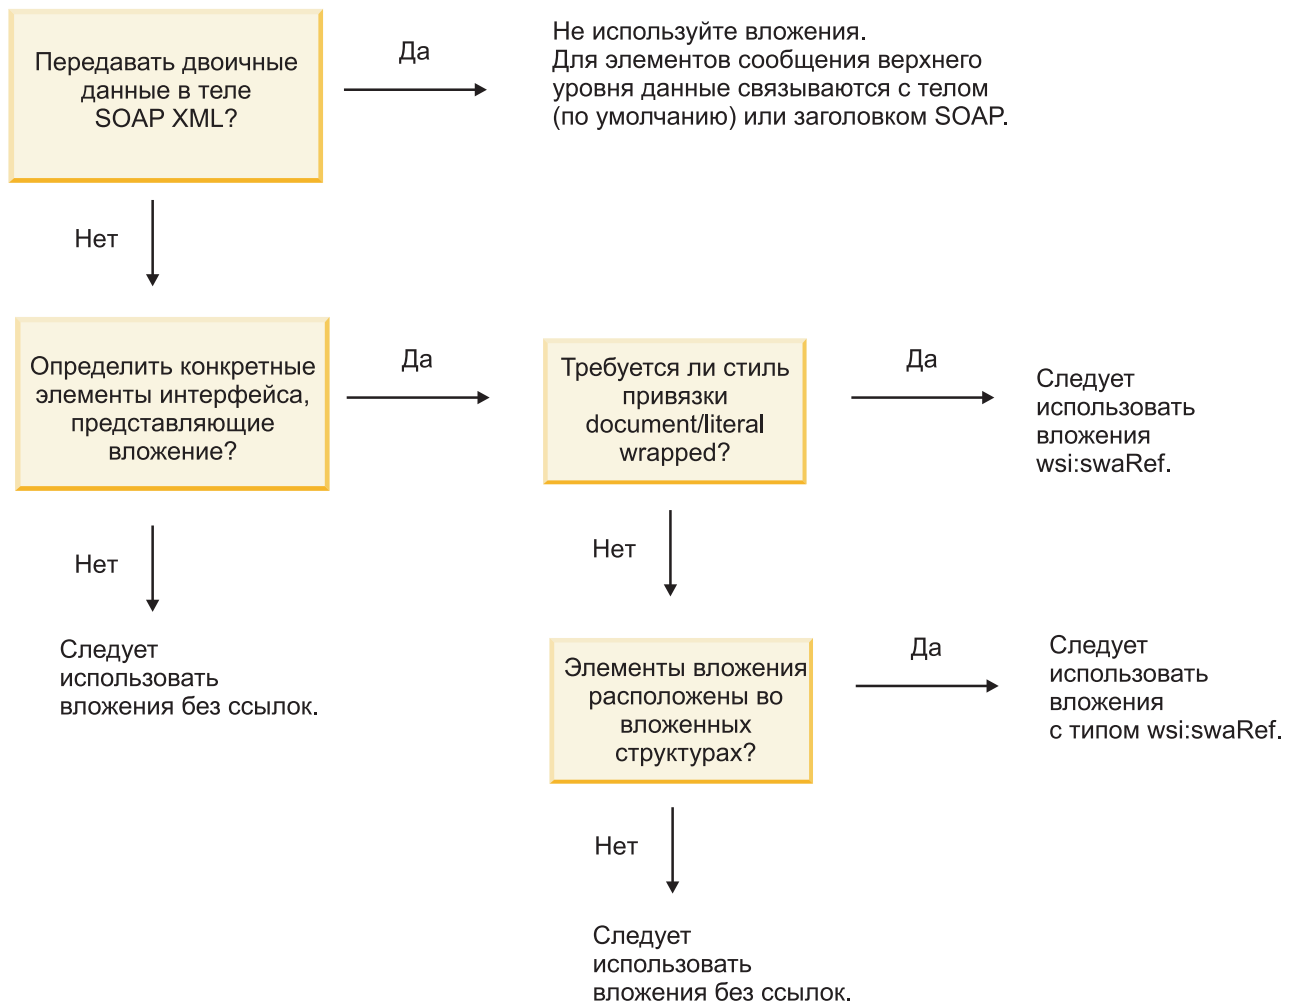 Передавать двоичные
данные в теле
SOAP XML?
Да
Не используйте вложения.
Для элементов сообщения верхнего
уровня данные связываются с телом
(по умолчанию) или заголовком SOAP.
Нет
Определить конкретные
элементы интерфейса,
представляющие
вложение?
Да
Требуется ли стиль
привязки
document/literal
wrapped?
Да
Следует
использовать
вложения
wsi:swaRef.
Нет
Следует
использовать
вложения без ссылок.
Нет
Элементы вложения
расположены во
вложенных
структурах?
Да
Следует
использовать
вложения
с типом wsi:swaRef.
Нет
Следует
использовать
вложения без ссылок.